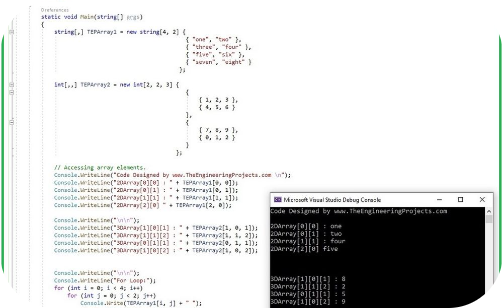 0 references
static void Main(string[] args)
{
string[,] TEPArray1 = new string[4, 2] {
{ "one", "two" },
{ "three", "four" },
{ "five", "six" },
{ "seven", "eight" }
};
int[,,] TEPArray2 = new int[2, 2, 3] {
{
{ 1, 2, 3 },
{ 4, 5, 6 }
},
{
{ 7, 8, 9 },
{ 0, 1, 2 }
}
};
// Accessing array elements.
Console.WriteLine("Code Designed by www.TheEngineeringProjects.com \n");
Console.WriteLine("2DArray[0][0] : " + TEPArray1[0, 0]);
Console.WriteLine("2DArray[0][1] : " + TEPArray1[0, 1]);
Console.WriteLine("2DArray[1][1] : " + TEPArray1[1, 1]);
Console.WriteLine("2DArray[2][0] " + TEPArray1[2, 0]);
Console.WriteLine("\n\n");
Console.WriteLine("3DArray[1][0][1] : " + TEPArray2[1, 0, 1]);
Console.WriteLine("3DArray[1][1][2] : " + TEPArray2[1, 1, 2]);
Console.WriteLine("3DArray[0][1][1] : " + TEPArray2[0, 1, 1]);
Console.WriteLine("3DArray[1][0][2] : " + TEPArray2[1, 0, 2]);
Console.WriteLine("\n\n");
Console.WriteLine("For Loop:");
for (int i = 0; i < 4; i++)
for (int j = 0; j < 2; j++)
Console.Write(TEPArray1[i, j] + " ");
Microsoft Visual Studio Debug Console
Code Designed by www.TheEngineeringProjects.com
2DArray[0][0] : one
2DArray[0][1] : two
2DArray[1][1] : four
2DArray[2][0] five
3DArray[1][0][1] : 8
3DArray[1][1][2] : 2
3DArray[0][1][1] : 5
3DArray[1][0][2] : 9